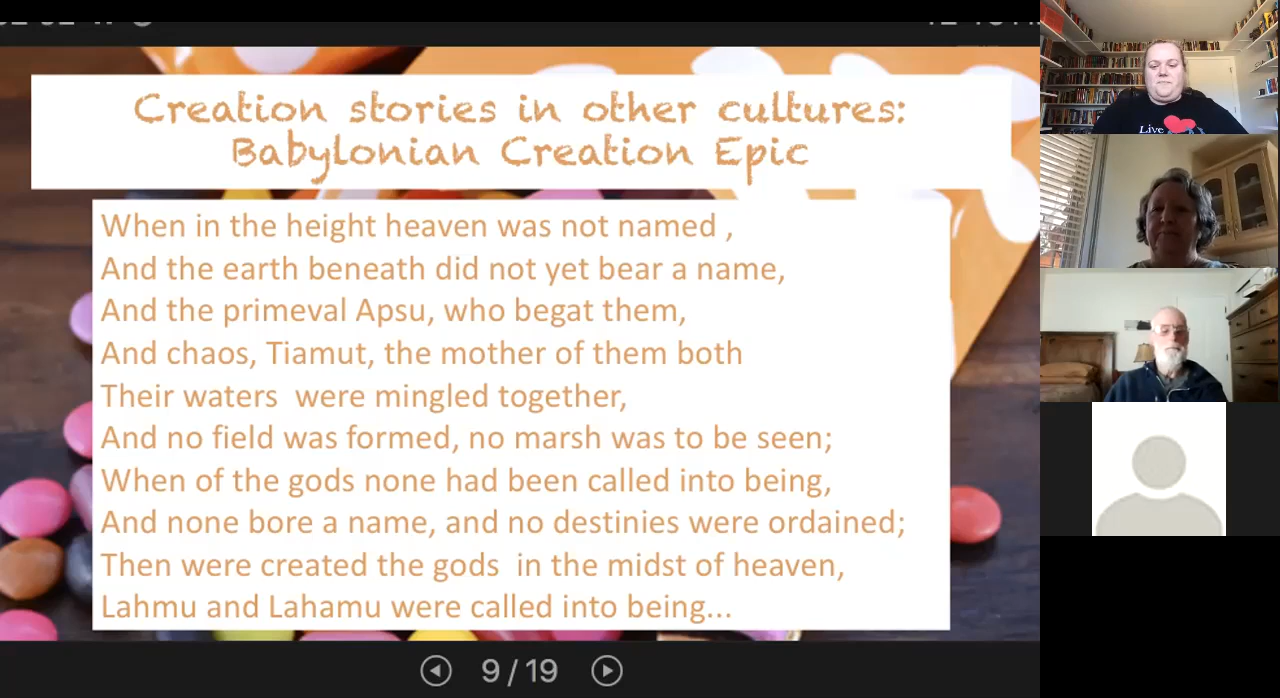 Creation stories in other cultures:
Babylonian Creation Epic
When in the height heaven was not named ,
And the earth beneath did not yet bear a name,
And the primeval Apsu, who begat them,
And chaos, Tiamut, the mother of them both
Their waters  were mingled together,
And no field was formed, no marsh was to be seen;
When of the gods none had been called into being,
And none bore a name, and no destinies were ordained;
Then were created the gods  in the midst of heaven,
Lahmu and Lahamu were called into being...
9 / 19
Live